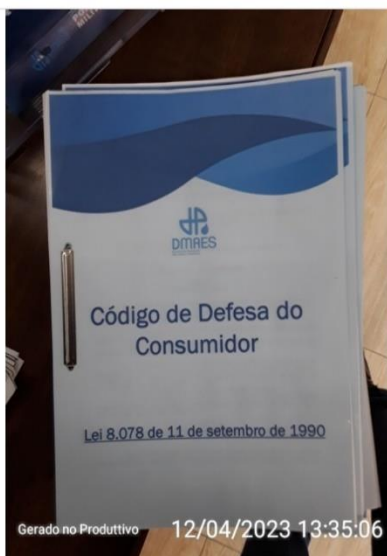 DMAES
Código de Defesa do
Consumidor
Lei 8.078 de 11 de setembro de 1990
Gerado no Produttivo
12/04/2023 13:35:06